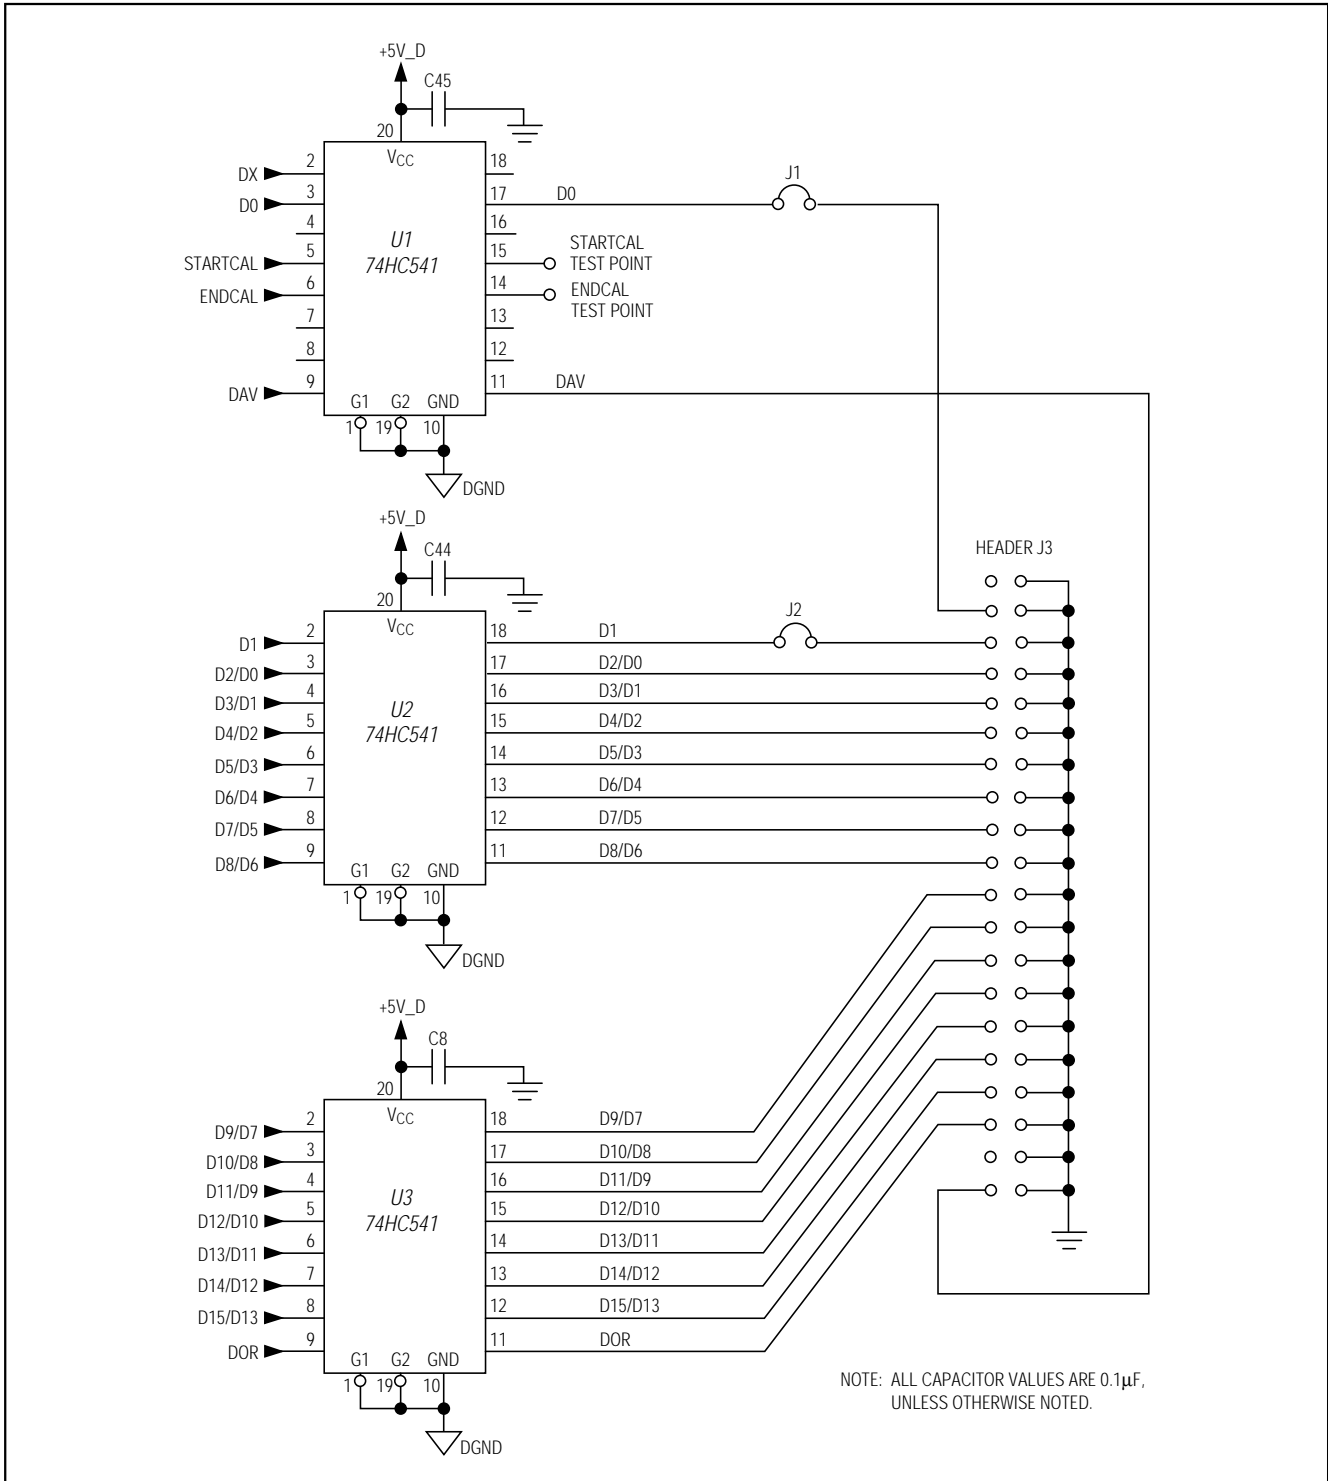 +5V_D
C45
20
VCC
DX 2 18
D0 3 17 D0 J1
4 16
U1
74HC541
STARTCAL 5 15 STARTCAL
TEST POINT
ENDCAL 6 14 ENDCAL
TEST POINT
7 13
8 12
DAV 9 11 DAV
G1 G2 GND
1 19 10
DGND
+5V_D
C44
HEADER J3
20
VCC
D1 2 18 D1 J2
D2/D0 3 17 D2/D0
D3/D1 4 16 D3/D1
U2
74HC541
D4/D2 5 15 D4/D2
D5/D3 6 14 D5/D3
D6/D4 7 13 D6/D4
D7/D5 8 12 D7/D5
D8/D6 9 11 D8/D6
G1 G2 GND
1 19 10
DGND
+5V_D
C8
20
VCC
D9/D7 2 18 D9/D7
D10/D8 3 17 D10/D8
D11/D9 4 16 D11/D9
U3
74HC541
D12/D10 5 15 D12/D10
D13/D11 6 14 D13/D11
D14/D12 7 13 D14/D12
D15/D13 8 12 D15/D13
DOR 9 11 DOR
G1 G2 GND
1 19 10
DGND
NOTE: ALL CAPACITOR VALUES ARE 0.1µF,
UNLESS OTHERWISE NOTED.